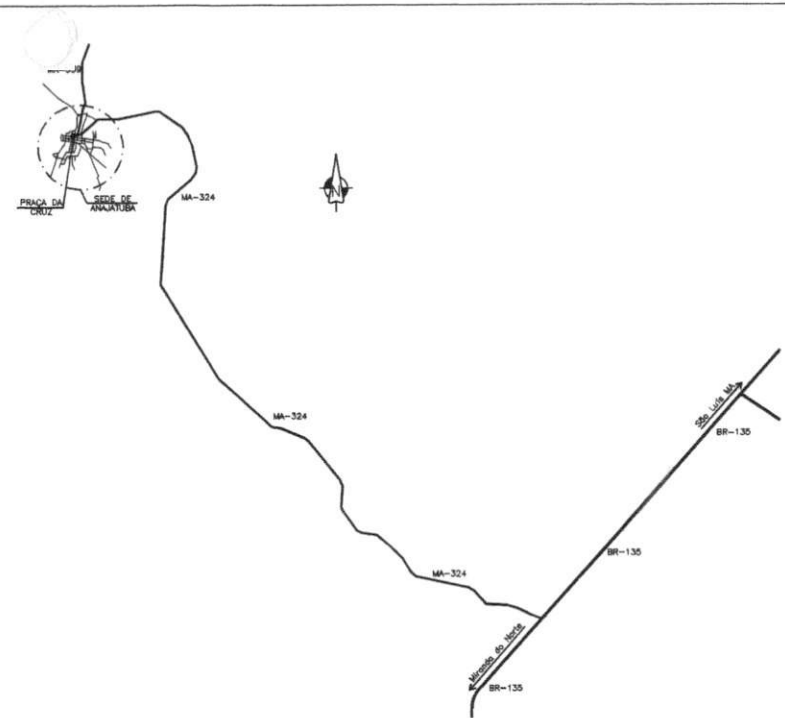 MA-324
PRAÇA DA
CRUZ
SEDE DE
ANAJATUBA
N
MA-324
São Luís MA
BR-135
BR-135
MA-324
Miranda do Norte
BR-135